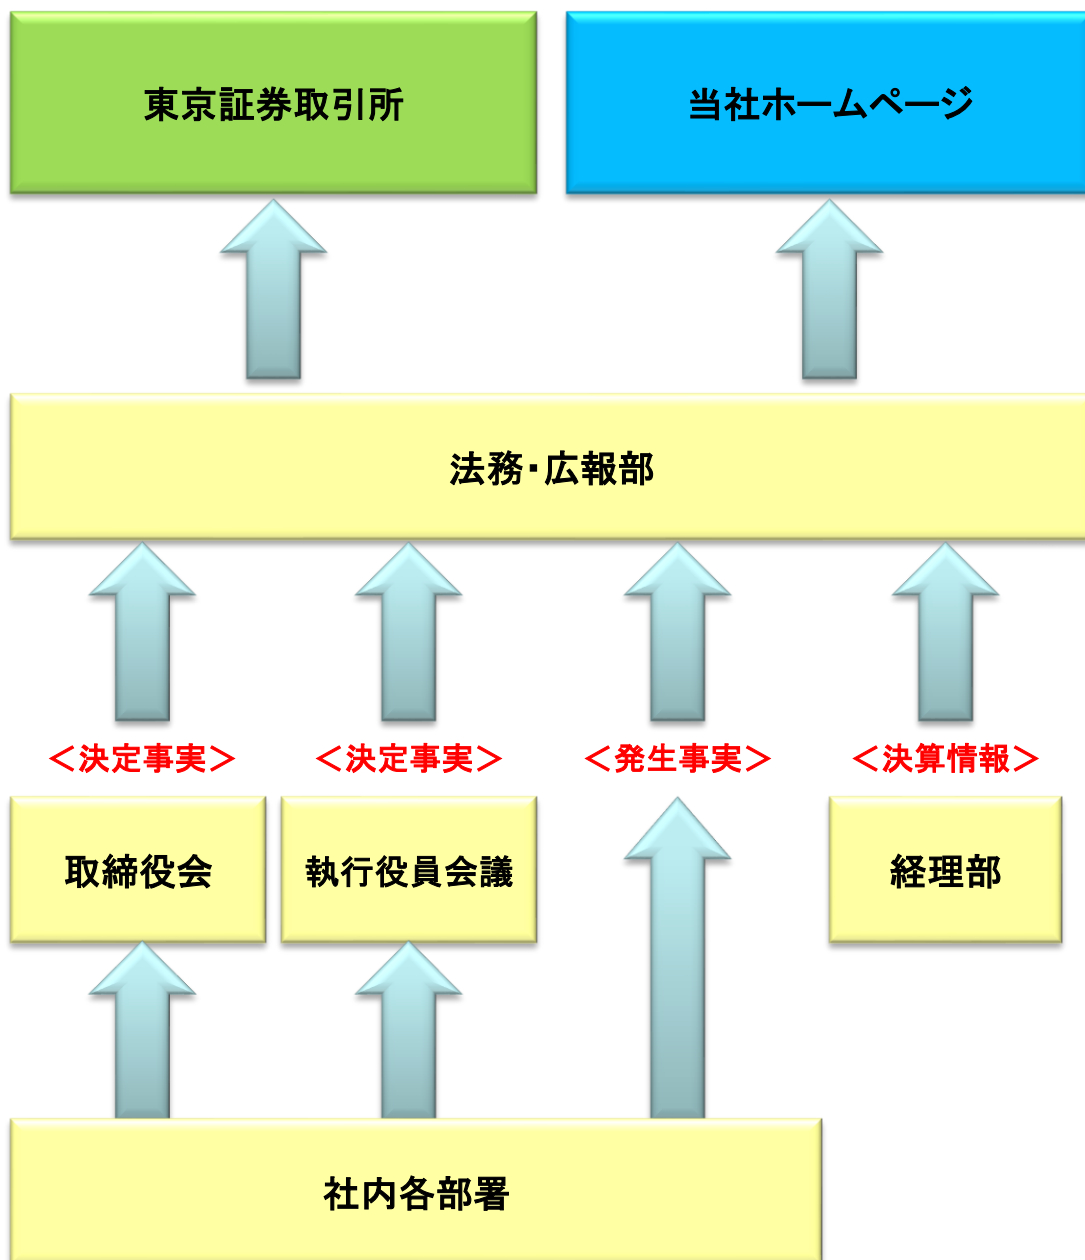 東京証券取引所
当社ホームページ
法務・広報部
＜決定事実＞
＜決定事実＞
＜発生事実＞
＜決算情報＞
取締役会
執行役員会議
経理部
社内各部署